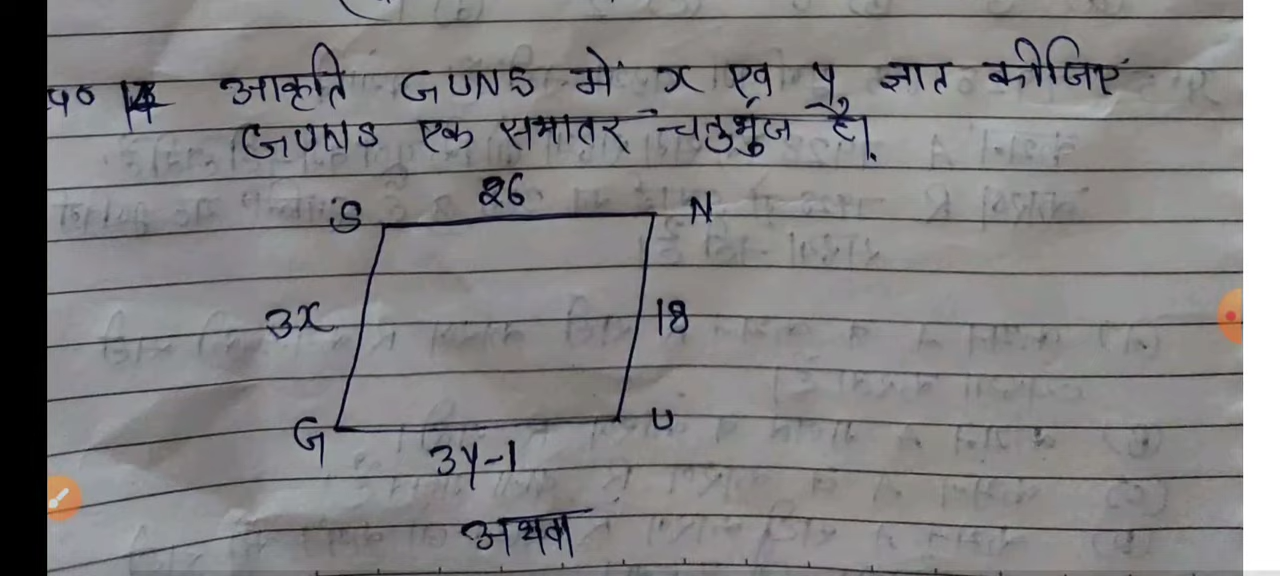 प्र० 14 आकृति GUNS में x एवं y ज्ञात कीजिए
GUNS एक समांतर चतुर्भुज है।
26
S N
3x 18
G U
3y-1
अथवा